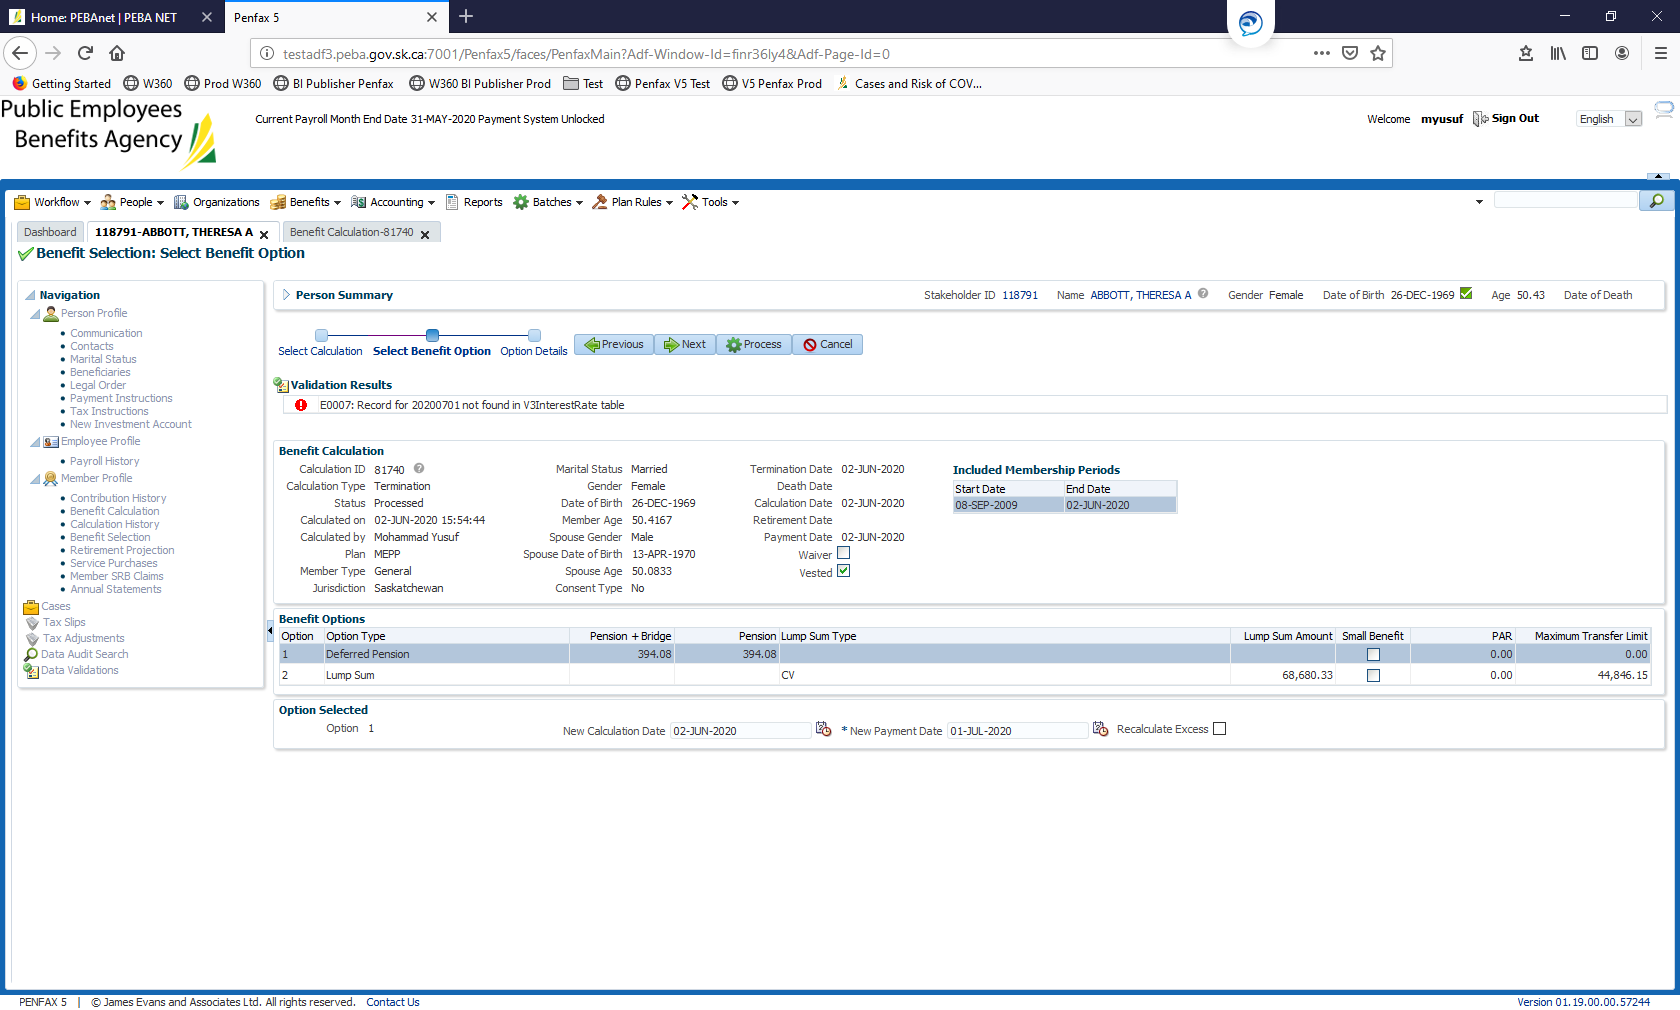 Home: PEBAnet | PEBA NET
Penfax 5
testadf3.peba.gov.sk.ca:7001/Penfax5/faces/PenfaxMain?Adf-Window-Id=finr36ly4&Adf-Page-Id=0
Getting Started W360 Prod W360 BI Publisher Penfax W360 BI Publisher Prod Test Penfax V5 Test V5 Penfax Prod Cases and Risk of COV...
Public Employees
Benefits Agency
Current Payroll Month End Date 31-MAY-2020 Payment System Unlocked
Welcome myusuf Sign Out English
Workflow People Organizations Benefits Accounting Reports Batches Plan Rules Tools
Dashboard 118791-ABBOTT, THERESA A Benefit Calculation-81740
Benefit Selection: Select Benefit Option
Navigation
Person Profile
Communication
Contacts
Marital Status
Beneficiaries
Legal Order
Payment Instructions
Tax Instructions
New Investment Account
Employee Profile
Payroll History
Member Profile
Contribution History
Benefit Calculation
Calculation History
Benefit Selection
Retirement Projection
Service Purchases
Member SRB Claims
Annual Statements
Cases
Tax Slips
Tax Adjustments
Data Audit Search
Data Validations
Person Summary Stakeholder ID 118791 Name ABBOTT, THERESA A Gender Female Date of Birth 26-DEC-1969 Age 50.43 Date of Death
Select Calculation Select Benefit Option Option Details Previous Next Process Cancel
Validation Results
E0007: Record for 20200701 not found in V3InterestRate table
Benefit Calculation
Calculation ID 81740 Marital Status Married Termination Date 02-JUN-2020 Included Membership Periods
Calculation Type Termination Gender Female Death Date Start Date End Date
Status Processed Date of Birth 26-DEC-1969 Calculation Date 02-JUN-2020 08-SEP-2009 02-JUN-2020
Calculated on 02-JUN-2020 15:54:44 Member Age 50.4167 Retirement Date
Calculated by Mohammad Yusuf Spouse Gender Male Payment Date 02-JUN-2020
Plan MEPP Spouse Date of Birth 13-APR-1970 Waiver
Member Type General Spouse Age 50.0833 Vested
Jurisdiction Saskatchewan Consent Type No
Benefit Options
Option Option Type Pension + Bridge Pension Lump Sum Type Lump Sum Amount Small Benefit PAR Maximum Transfer Limit
1 Deferred Pension 394.08 394.08 0.00 0.00
2 Lump Sum CV 68,680.33 0.00 44,846.15
Option Selected
Option 1 New Calculation Date 02-JUN-2020 * New Payment Date 01-JUL-2020 Recalculate Excess
PENFAX 5 | © James Evans and Associates Ltd. All rights reserved. Contact Us Version 01.19.00.00.57244